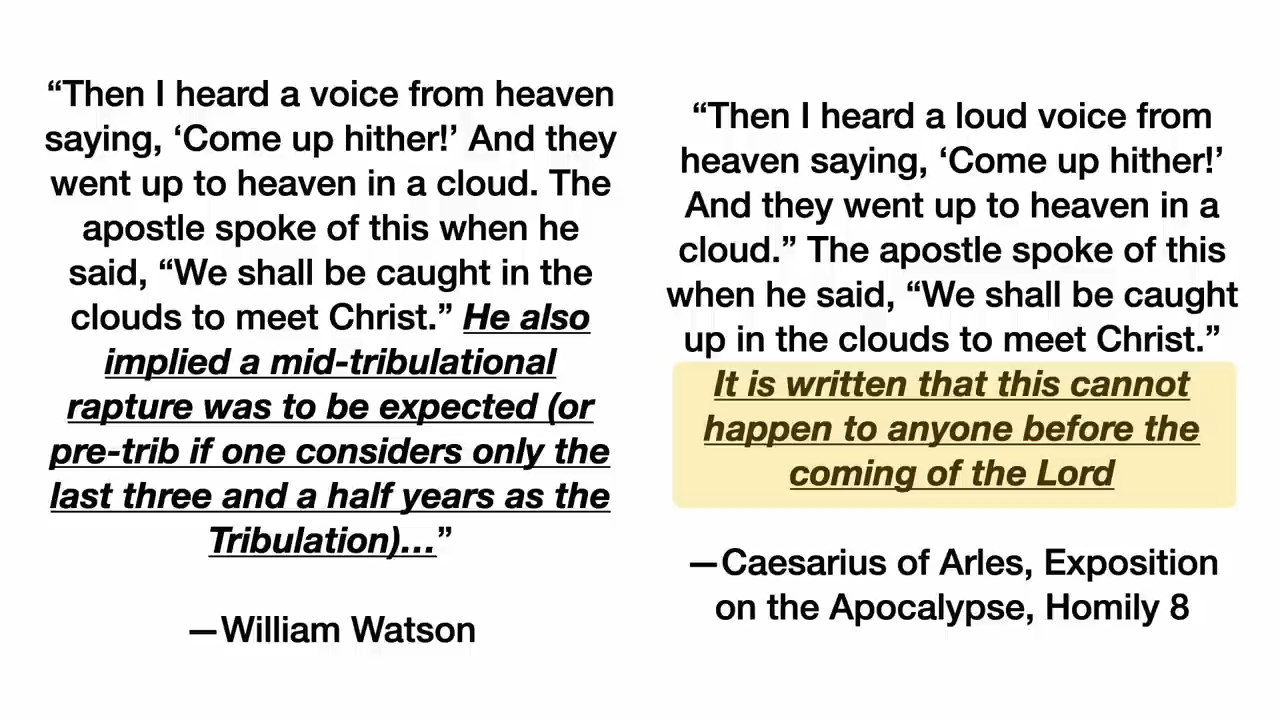 “Then I heard a voice from heaven
saying, ‘Come up hither!’ And they
went up to heaven in a cloud. The
apostle spoke of this when he
said, “We shall be caught in the
clouds to meet Christ.” He also
implied a mid-tribulational
rapture was to be expected (or
pre-trib if one considers only the
last three and a half years as the
Tribulation)...”
—William Watson
“Then I heard a loud voice from
heaven saying, ‘Come up hither!’
And they went up to heaven in a
cloud.” The apostle spoke of this
when he said, “We shall be caught
up in the clouds to meet Christ.”
It is written that this cannot
happen to anyone before the
coming of the Lord
—Caesarius of Arles, Exposition
on the Apocalypse, Homily 8